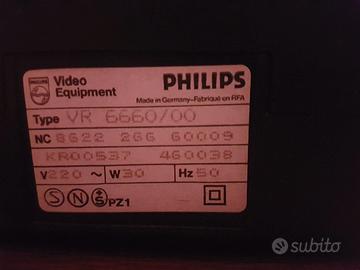 PHILIPS
Video
Equipment
PHILIPS
Made in Germany-Fabriqué en RFA
Type VR 6660/00
NC 8622 266 60009
KR00537 460038
V220 ~ W30 Hz50
S N S PZ1
subito